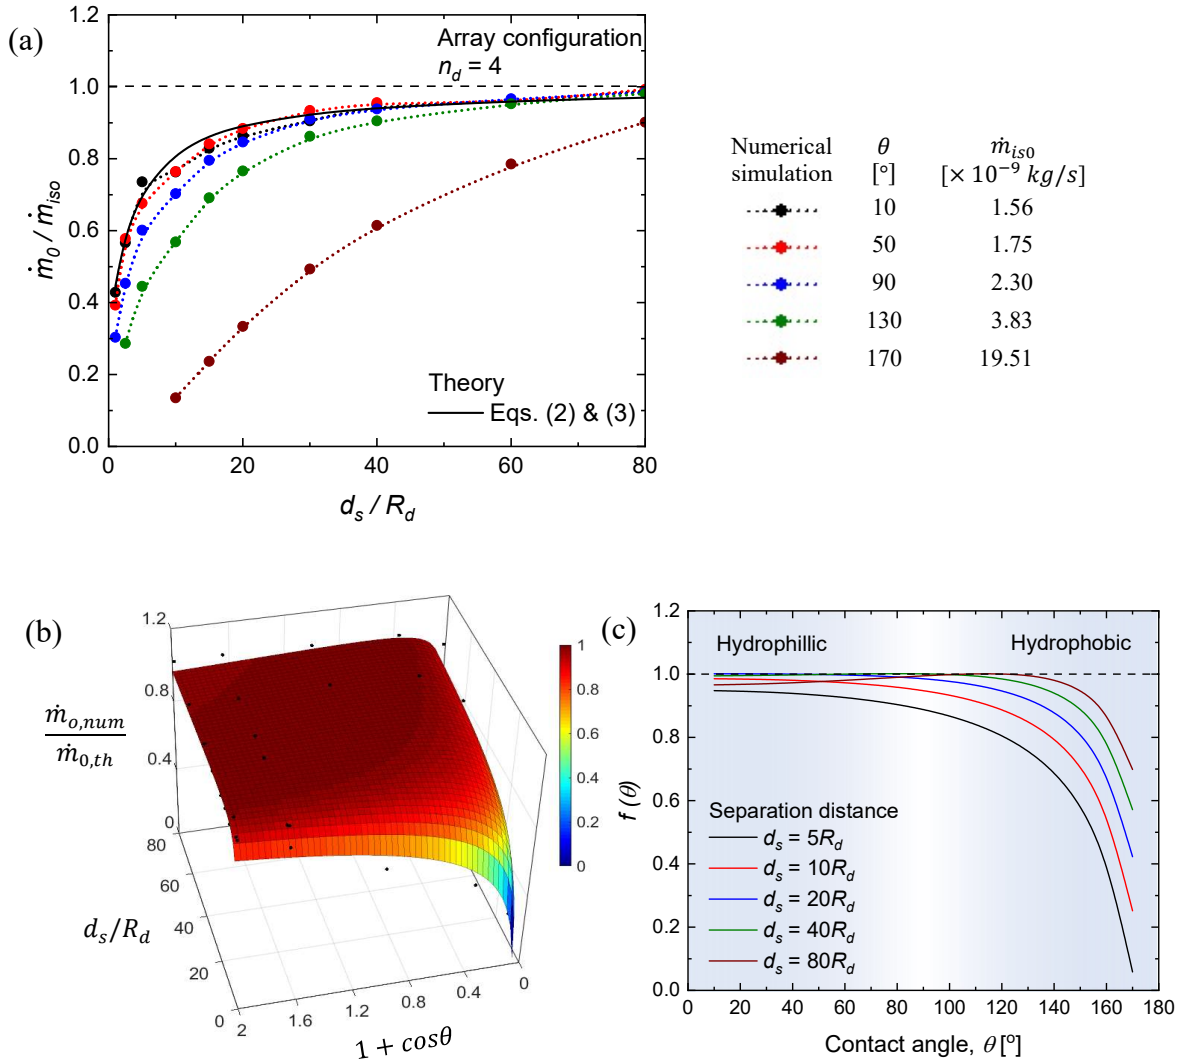 (a)
1.2
1.0
0.8
0.6
0.4
0.2
0.0
ṁ₀ / ṁ_iso
Array configuration
n_d = 4
Theory
Eqs. (2) & (3)
0 20 40 60 80
d_s / R_d
Numerical simulation θ [°] ṁ_is0 [× 10⁻⁹ kg/s]
10 1.56
50 1.75
90 2.30
130 3.83
170 19.51
(b)
1.2
0.8
0.4
0
ṁ_o,num / ṁ_0,th
80
60
40
20
0
d_s/R_d
2 1.6 1.2 0.8 0.4 0
1 + cosθ
1
0.8
0.6
0.4
0.2
0
(c)
1.2
1.0
0.8
0.6
0.4
0.2
0.0
f (θ)
Hydrophillic Hydrophobic
Separation distance
d_s = 5R_d
d_s = 10R_d
d_s = 20R_d
d_s = 40R_d
d_s = 80R_d
0 20 40 60 80 100 120 140 160 180
Contact angle, θ [°]